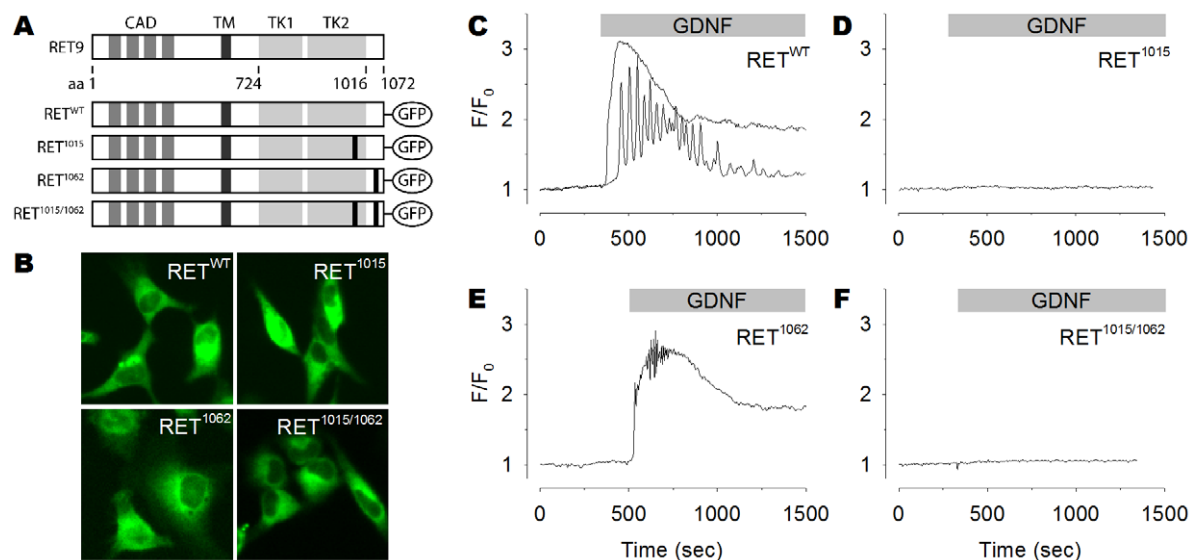 A
CAD TM TK1 TK2
RET9
aa 1 724 1016 1072
RET^WT GFP
RET^1015 GFP
RET^1062 GFP
RET^1015/1062 GFP
B
RET^WT
RET^1015
RET^1062
RET^1015/1062
C
GDNF
RET^WT
F/F₀
3
2
1
0 500 1000 1500
D
GDNF
RET^1015
3
2
1
0 500 1000 1500
E
GDNF
RET^1062
F/F₀
3
2
1
0 500 1000 1500
Time (sec)
F
GDNF
RET^1015/1062
3
2
1
0 500 1000 1500
Time (sec)